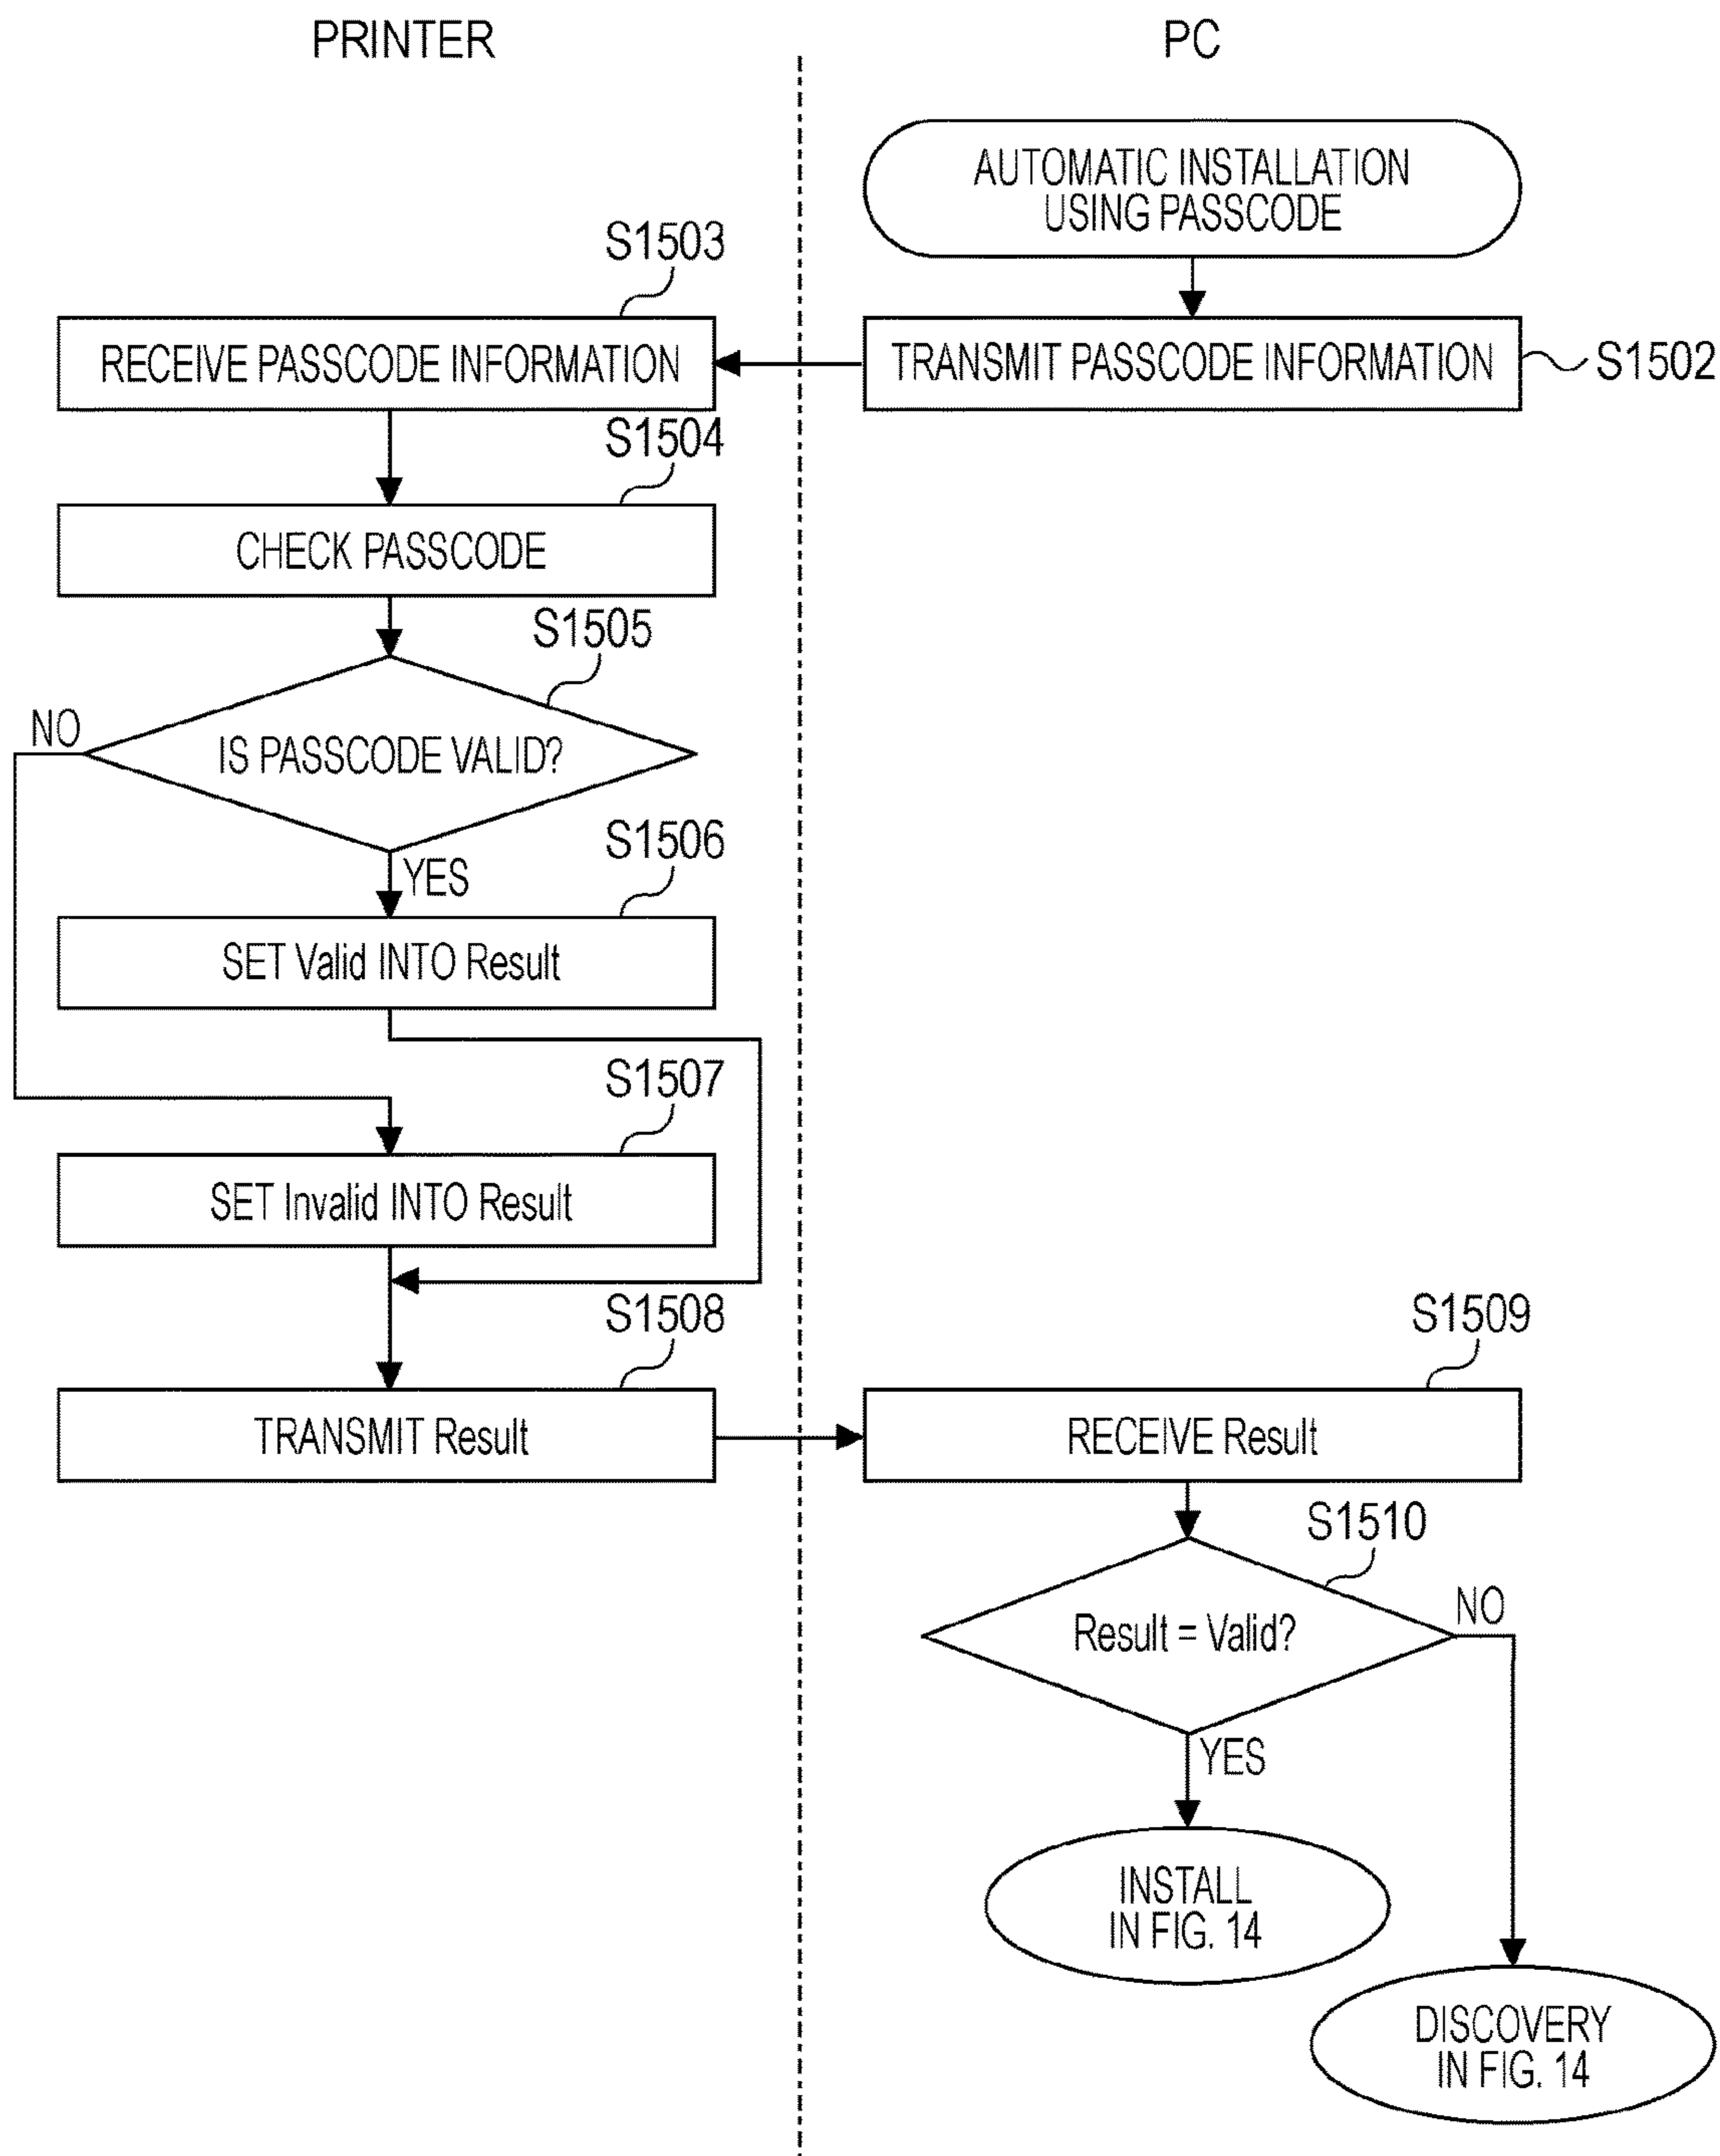 PRINTER
PC
AUTOMATIC INSTALLATION
USING PASSCODE
S1503
RECEIVE PASSCODE INFORMATION
TRANSMIT PASSCODE INFORMATION
S1502
S1504
CHECK PASSCODE
S1505
NO
IS PASSCODE VALID?
YES
S1506
SET Valid INTO Result
S1507
SET Invalid INTO Result
S1508
TRANSMIT Result
S1509
RECEIVE Result
S1510
Result = Valid?
NO
YES
INSTALL
IN FIG. 14
DISCOVERY
IN FIG. 14